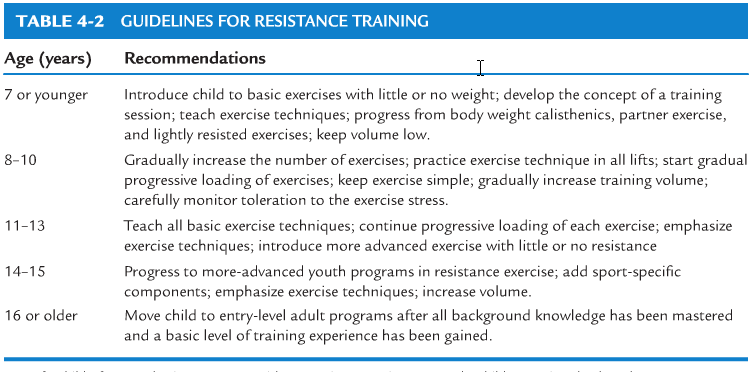 TABLE 4-2 GUIDELINES FOR RESISTANCE TRAINING
Age (years) Recommendations
7 or younger Introduce child to basic exercises with little or no weight; develop the concept of a training
session; teach exercise techniques; progress from body weight calisthenics, partner exercise,
and lightly resisted exercises; keep volume low.
8–10 Gradually increase the number of exercises; practice exercise technique in all lifts; start gradual
progressive loading of exercises; keep exercise simple; gradually increase training volume;
carefully monitor toleration to the exercise stress.
11–13 Teach all basic exercise techniques; continue progressive loading of each exercise; emphasize
exercise techniques; introduce more advanced exercise with little or no resistance
14–15 Progress to more-advanced youth programs in resistance exercise; add sport-specific
components; emphasize exercise techniques; increase volume.
16 or older Move child to entry-level adult programs after all background knowledge has been mastered
and a basic level of training experience has been gained.